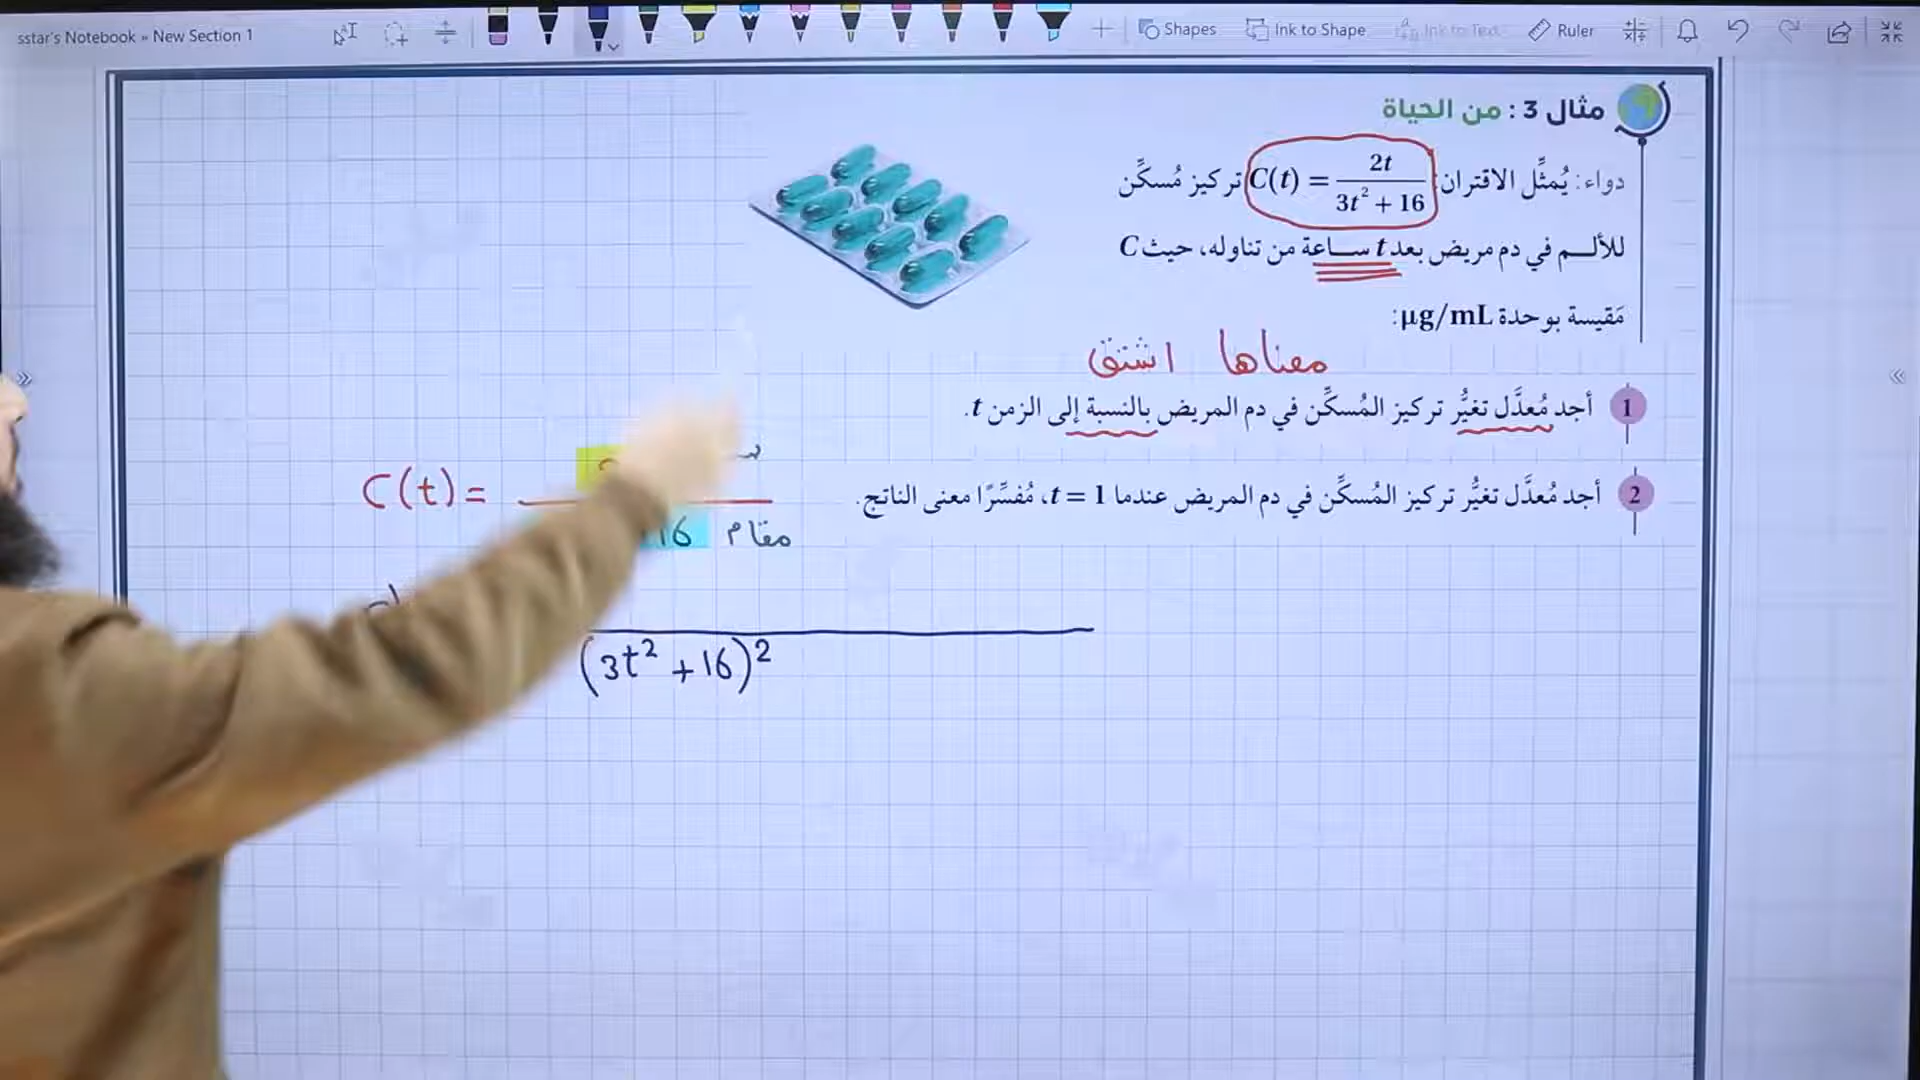 sstar's Notebook » New Section 1
Shapes
Ink to Shape
Ink to Text
Ruler
مثال 3 : من الحياة
دواء: يُمثِّل الاقتران: C(t) = 2t / (3t² + 16) تركيز مُسكِّن
للألـم في دم مريض بعد t ساعة من تناوله، حيث C
مَقيسة بوحدة µg/mL:
معناها اشتق
1 أجد مُعدَّل تغيُّر تركيز المُسكِّن في دم المريض بالنسبة إلى الزمن t.
2 أجد مُعدَّل تغيُّر تركيز المُسكِّن في دم المريض عندما t = 1، مُفسِّرًا معنى الناتج.
C(t) =
16 مقام
(3t² + 16)²